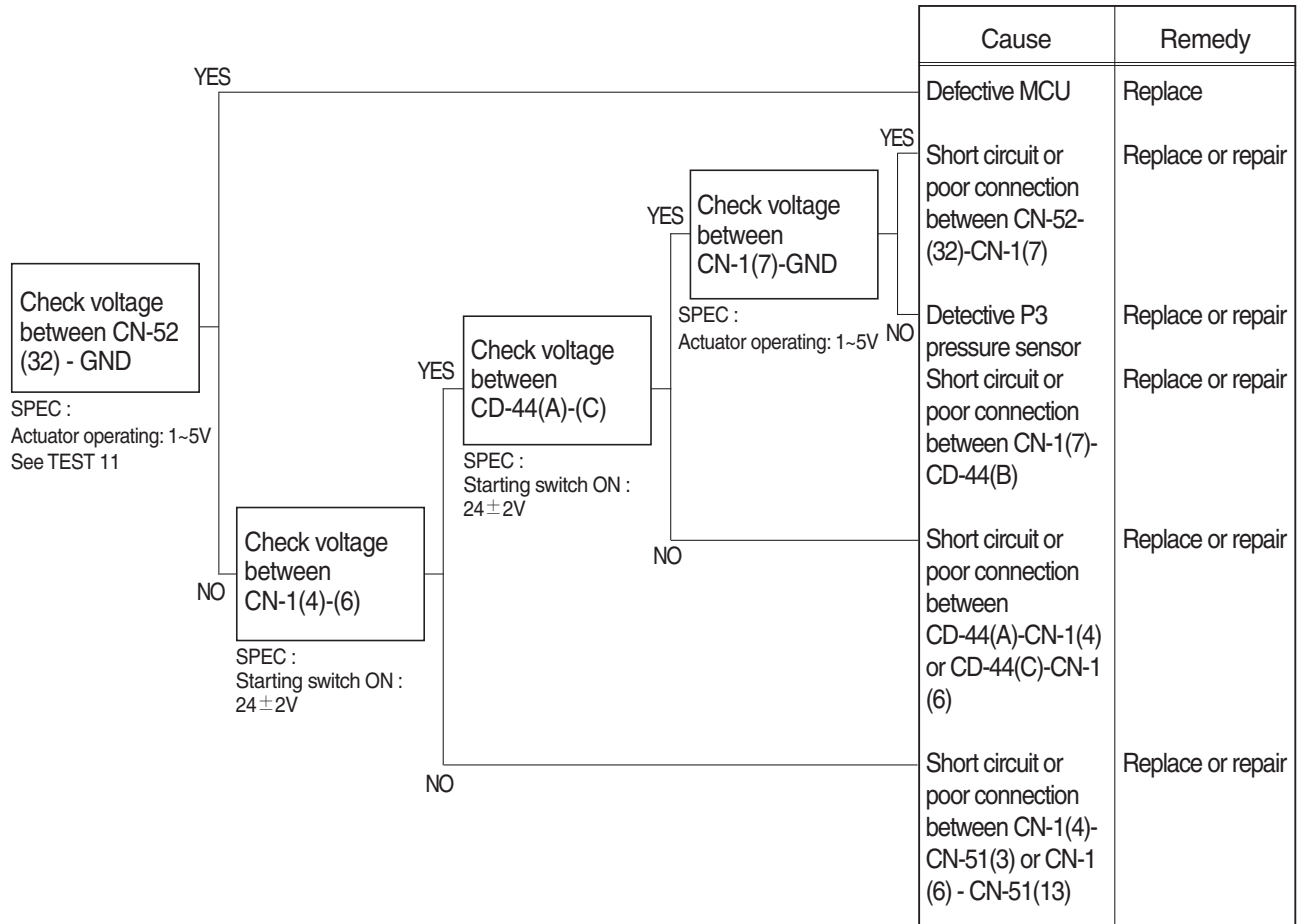 Cause
Remedy
YES
Defective MCU
Replace
YES
Short circuit or
poor connection
between CN-52-
(32)-CN-1(7)
Replace or repair
YES
Check voltage
between
CN-1(7)-GND
SPEC :
Actuator operating: 1~5V
NO
Detective P3
pressure sensor
Replace or repair
Short circuit or
poor connection
between CN-1(7)-
CD-44(B)
Replace or repair
Check voltage
between CN-52
(32) - GND
SPEC :
Actuator operating: 1~5V
See TEST 11
YES
Check voltage
between
CD-44(A)-(C)
SPEC :
Starting switch ON :
24±2V
NO
Short circuit or
poor connection
between
CD-44(A)-CN-1(4)
or CD-44(C)-CN-1
(6)
Replace or repair
NO
Check voltage
between
CN-1(4)-(6)
SPEC :
Starting switch ON :
24±2V
NO
Short circuit or
poor connection
between CN-1(4)-
CN-51(3) or CN-1
(6) - CN-51(13)
Replace or repair